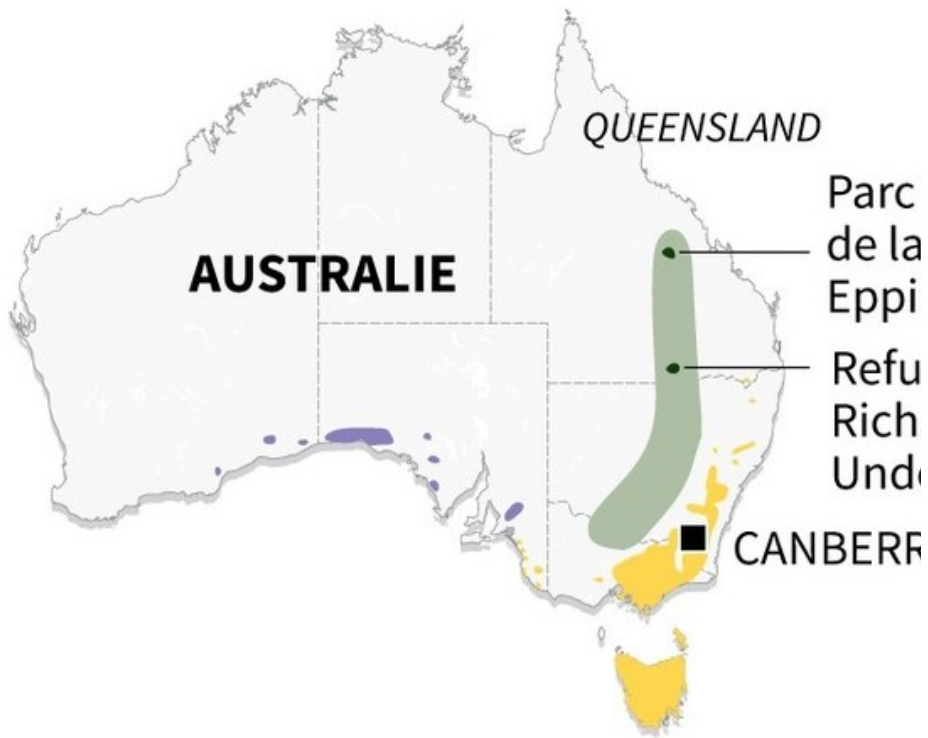 QUEENSLAND
Parc
de la
Eppi
AUSTRALIE
Refu
Rich
Unde
CANBERR